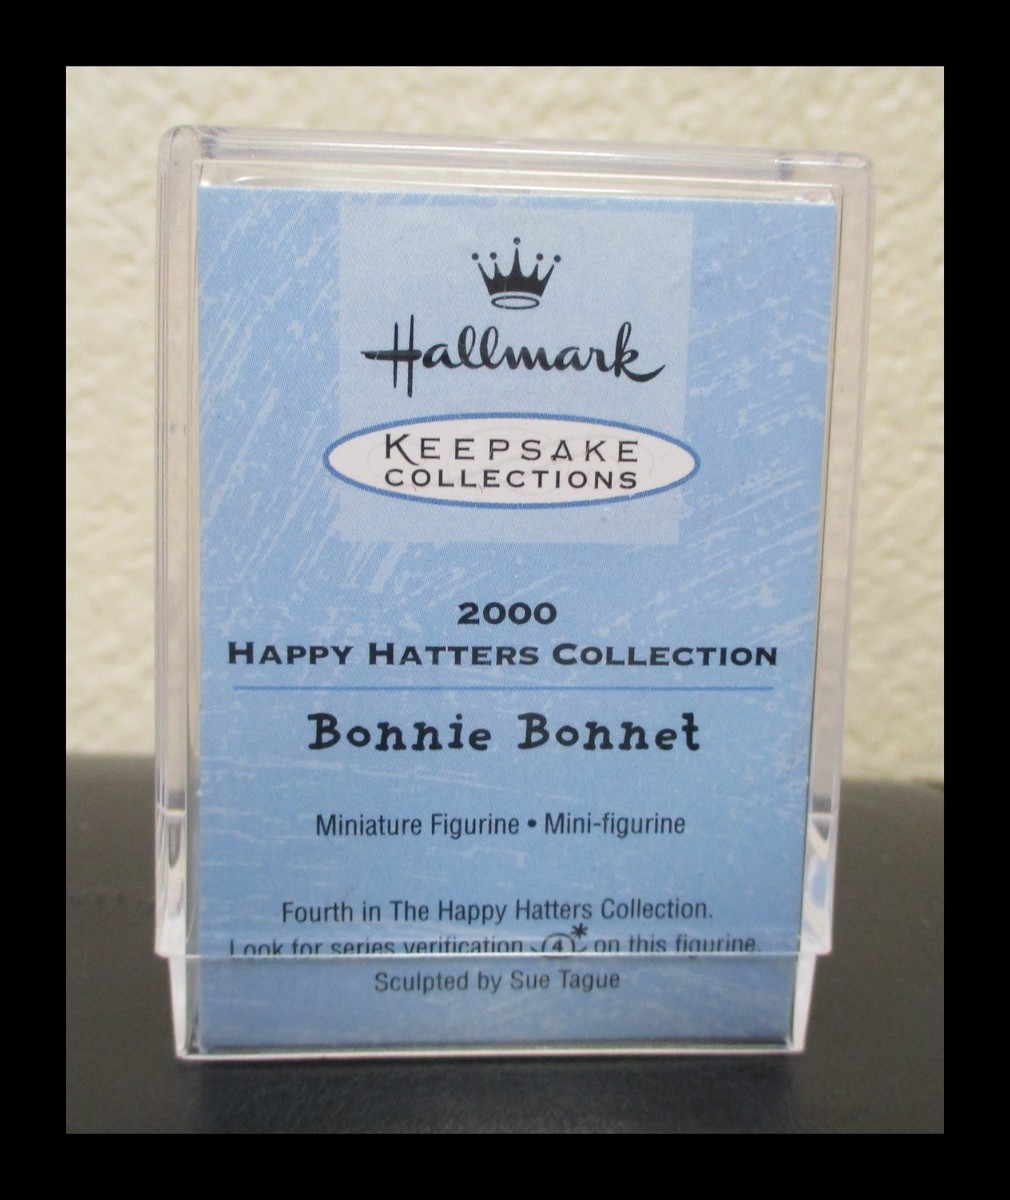 Hallmark
KEEPSAKE
COLLECTIONS
2000
HAPPY HATTERS COLLECTION
Bonnie Bonnet
Miniature Figurine • Mini-figurine
Fourth in The Happy Hatters Collection.
Look for series verification 4* on this figurine.
Sculpted by Sue Tague